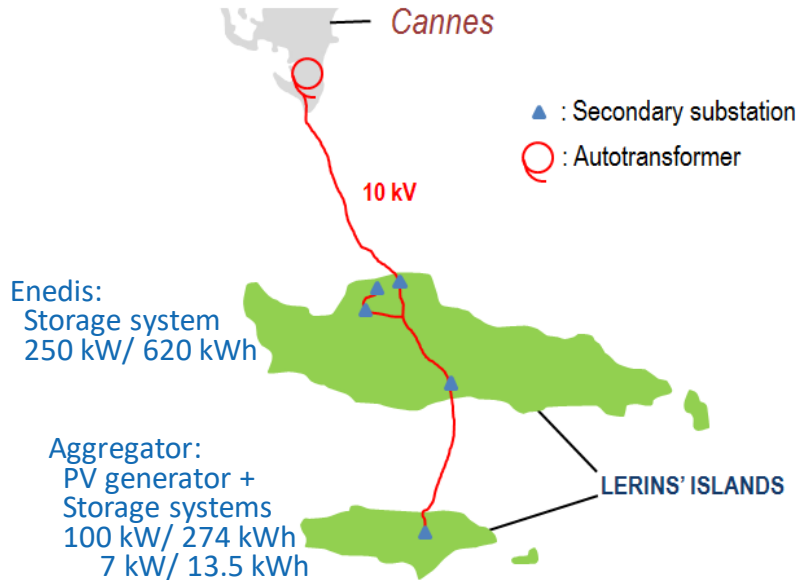 Cannes
: Secondary substation
: Autotransformer
10 kV
Enedis:
Storage system
250 kW/ 620 kWh
Aggregator:
PV generator +
Storage systems
100 kW/ 274 kWh
7 kW/ 13.5 kWh
LERINS' ISLANDS